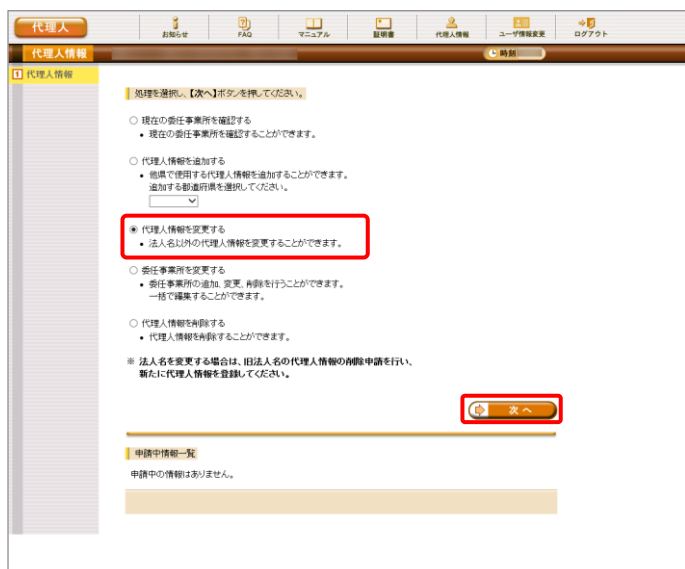 代理人
お知らせ
FAQ
マニュアル
証明書
代理人情報
ユーザ情報変更
ログアウト
代理人情報
時刻
1 代理人情報
処理を選択し、【次へ】ボタンを押してください。
○ 現在の委任事業所を確認する
• 現在の委任事業所を確認することができます。
○ 代理人情報を追加する
• 他県で使用する代理人情報を追加することができます。
追加する都道府県を選択してください。
◉ 代理人情報を変更する
• 法人名以外の代理人情報を変更することができます。
○ 委任事業所を変更する
• 委任事業所の追加、変更、削除を行うことができます。
一括で編集することができます。
○ 代理人情報を削除する
• 代理人情報を削除することができます。
※ 法人名を変更する場合は、旧法人名の代理人情報の削除申請を行い、
新たに代理人情報を登録してください。
次へ
申請中情報一覧
申請中の情報はありません。